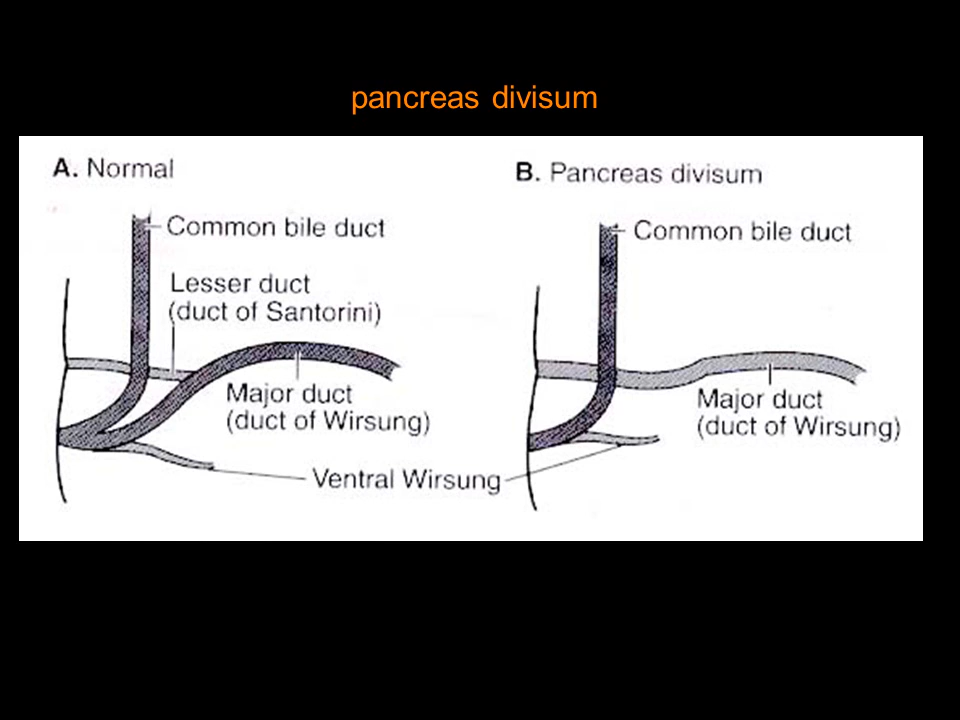 pancreas divisum
A. Normal
Common bile duct
Lesser duct
(duct of Santorini)
Major duct
(duct of Wirsung)
Ventral Wirsung
B. Pancreas divisum
Common bile duct
Major duct
(duct of Wirsung)